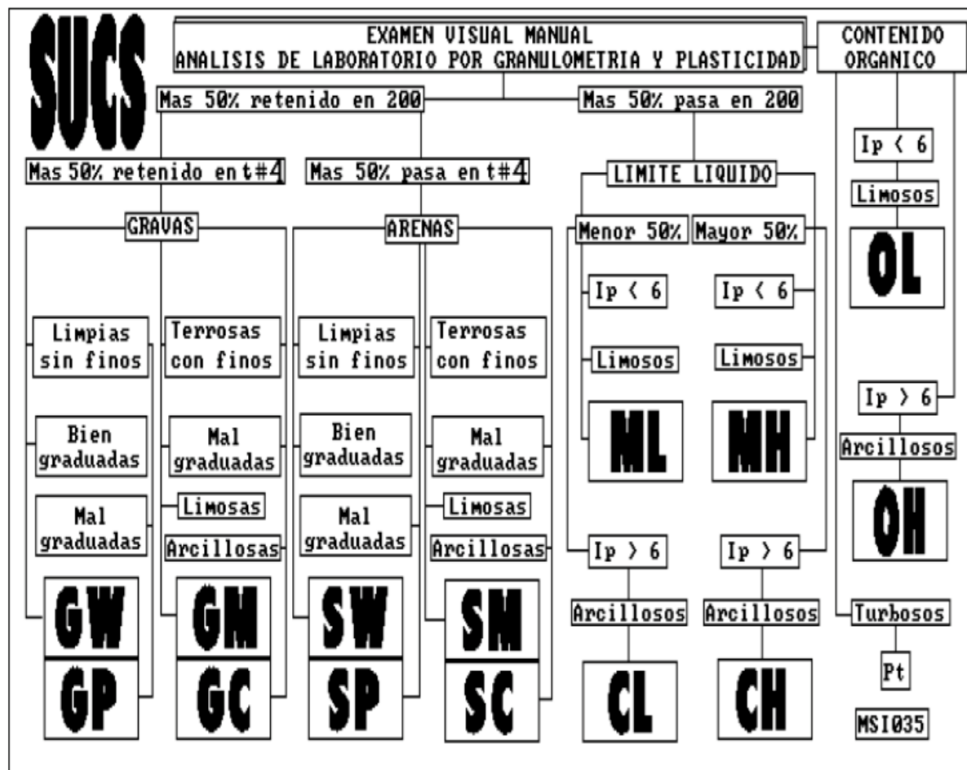 SUCS
EXAMEN VISUAL MANUAL
ANALISIS DE LABORATORIO POR GRANULOMETRIA Y PLASTICIDAD
CONTENIDO
ORGANICO
Mas 50% retenido en 200
Mas 50% pasa en 200
Mas 50% retenido en t#4
Mas 50% pasa en t#4
GRAVAS
ARENAS
LIMITE LIQUIDO
Menor 50%
Mayor 50%
Limpias
sin finos
Terrosas
con finos
Limpias
sin finos
Terrosas
con finos
Bien
graduadas
Mal
graduadas
Bien
graduadas
Mal
graduadas
Mal
graduadas
Limosas
Arcillosas
Mal
graduadas
Limosas
Arcillosas
GW
GP
GM
GC
SW
SP
SM
SC
Ip < 6
Limosos
ML
Ip > 6
Arcillosos
CL
Ip < 6
Limosos
MH
Ip > 6
Arcillosos
CH
Ip < 6
Limosos
OL
Ip > 6
Arcillosos
OH
Turbosos
Pt
MSI035